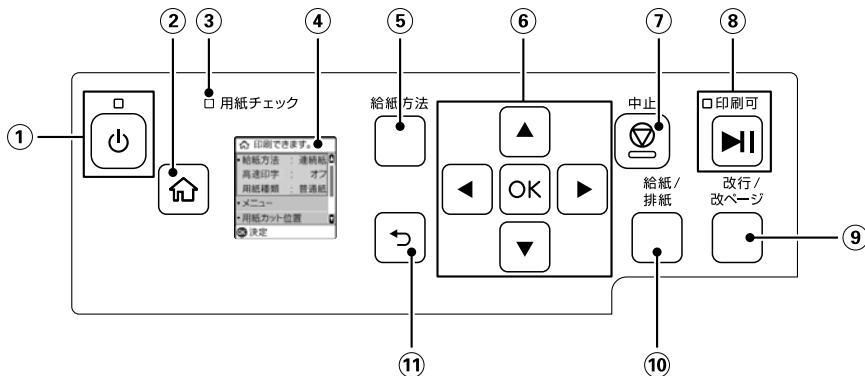 ② ③ ④ ⑤ ⑥ ⑦ ⑧
用紙チェック
給紙方法
中止
印刷可
①
印刷できます。
給紙方法 : 連続紙
高速印字 : オフ
用紙種類 : 普通紙
メニュー
用紙カット位置
OK 決定
OK
給紙/
排紙
改行/
改ページ
⑨
⑪ ⑩